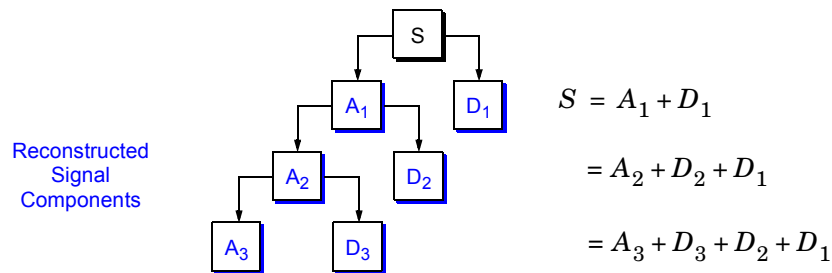 S
A₁
D₁
S = A₁ + D₁
Reconstructed
Signal
Components
A₂
D₂
= A₂ + D₂ + D₁
A₃
D₃
= A₃ + D₃ + D₂ + D₁